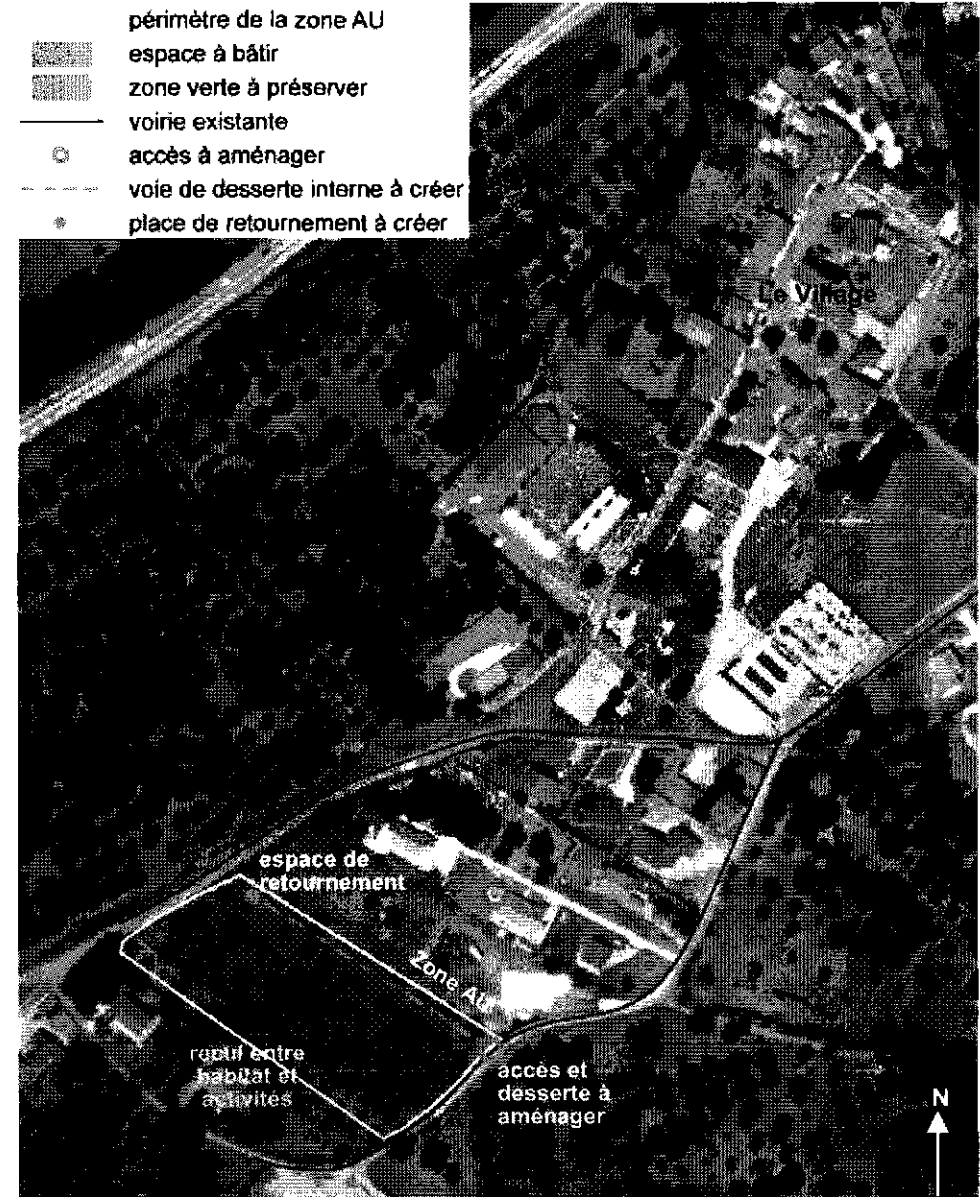 périmètre de la zone AU
espace à bâtir
zone verte à préserver
voirie existante
accès à aménager
voie de desserte interne à créer
place de retournement à créer
Le Village
espace de
retournement
Zone AU
recul entre
habitat et
activités
accès et
desserte à
aménager
N